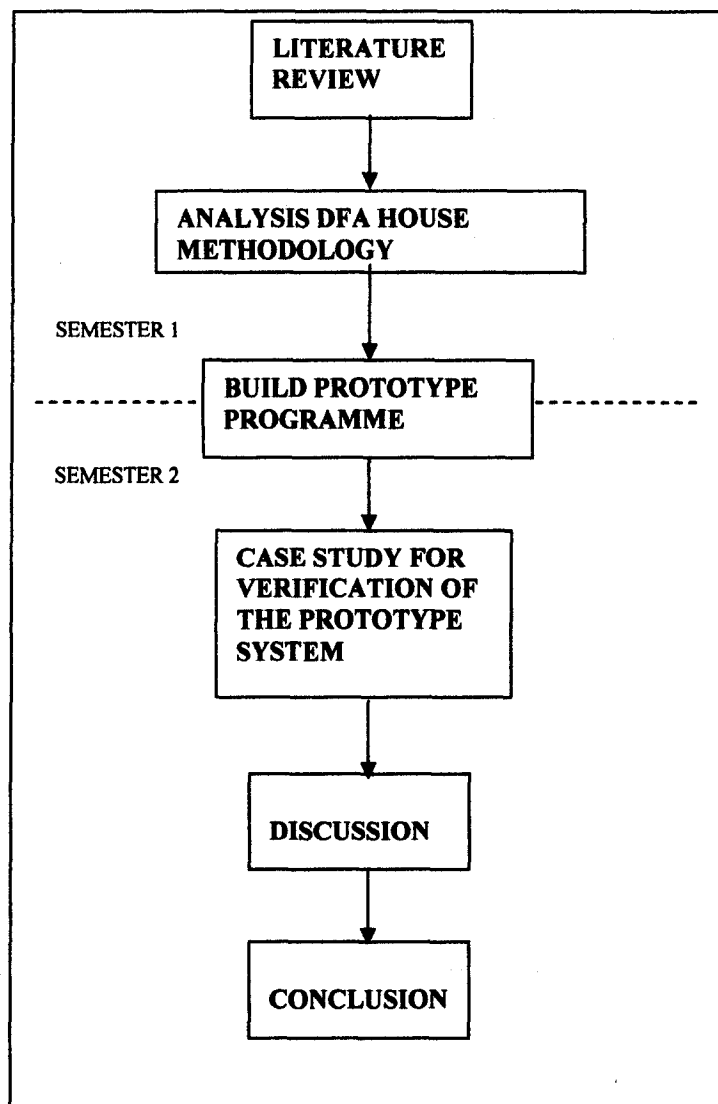 LITERATURE
REVIEW
ANALYSIS DFA HOUSE
METHODOLOGY
SEMESTER 1
BUILD PROTOTYPE
PROGRAMME
SEMESTER 2
CASE STUDY FOR
VERIFICATION OF
THE PROTOTYPE
SYSTEM
DISCUSSION
CONCLUSION